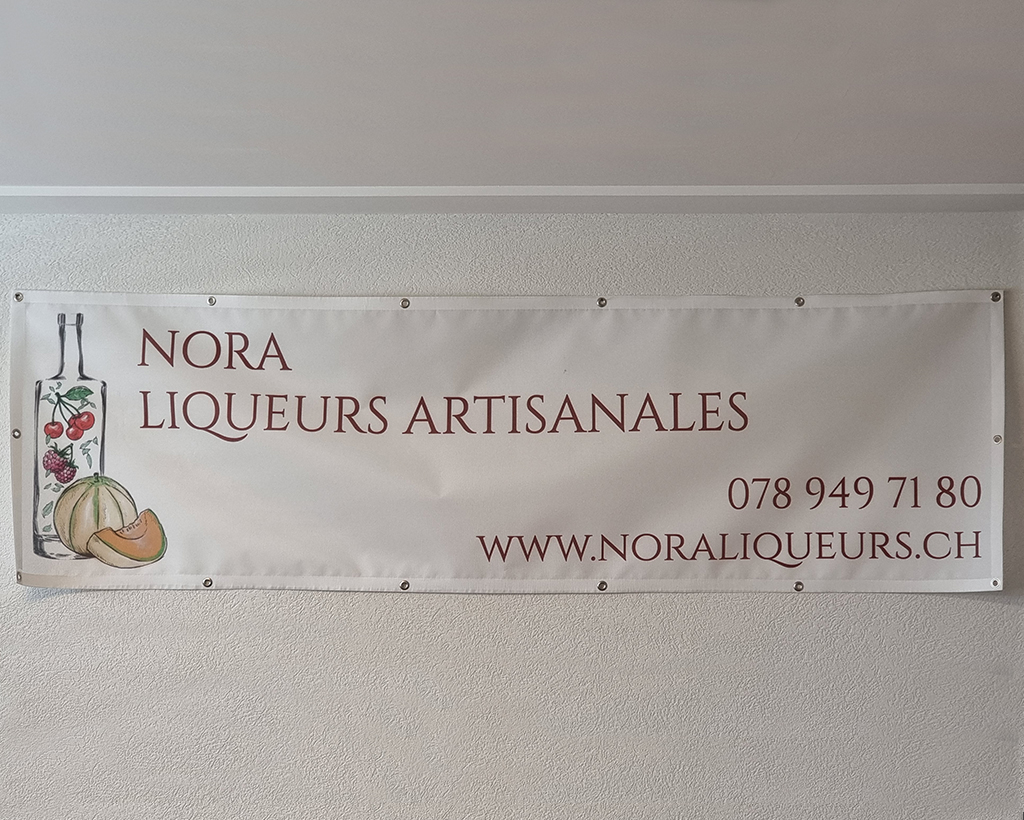 NORA
LIQUEURS ARTISANALES
078 949 71 80
WWW.NORALIQUEURS.CH